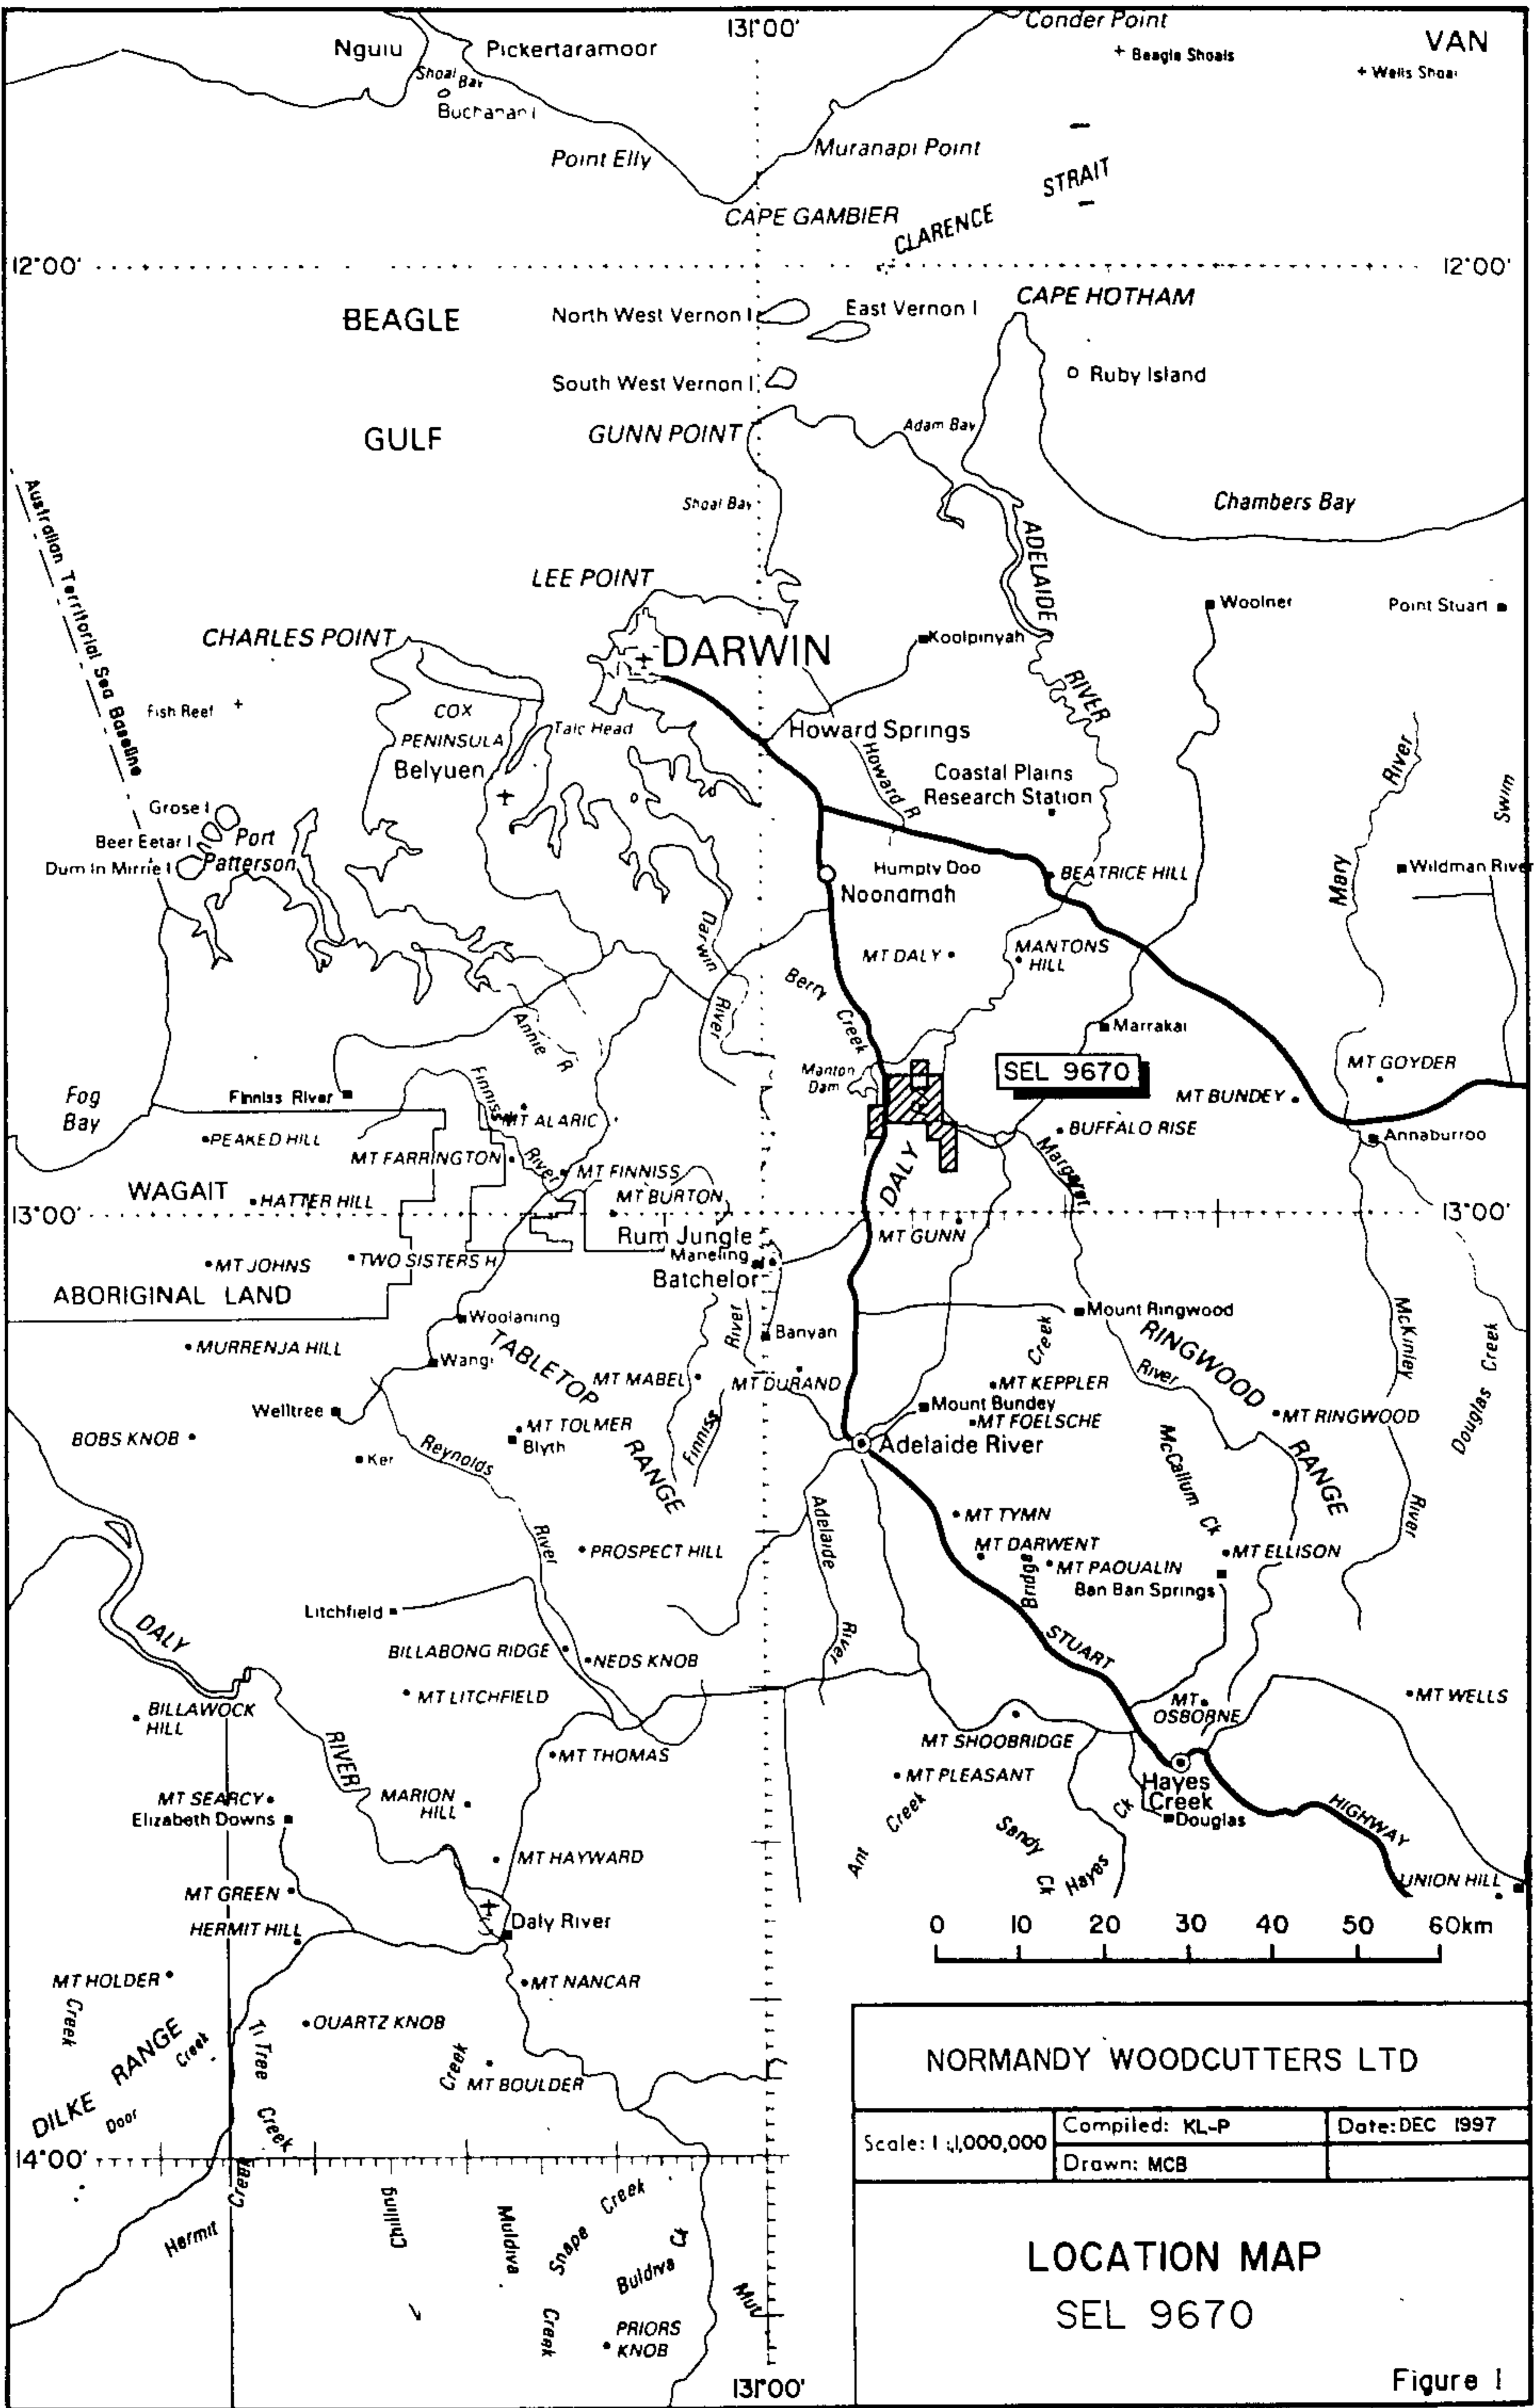 131°00'
Conder Point
VAN
Nguiu
Pickertaramoor
+ Beagle Shoals
+ Wells Shoal
Shoal Bay
Buchanan I
Point Elly
Muranapi Point
STRAIT
CAPE GAMBIER
CLARENCE
12°00'
12°00'
BEAGLE
North West Vernon I
East Vernon I
CAPE HOTHAM
South West Vernon I
Ruby Island
GULF
GUNN POINT
Adam Bay
Shoal Bay
Chambers Bay
Australian Territorial Sea Baseline
ADELAIDE
LEE POINT
Woolner
Point Stuart
CHARLES POINT
DARWIN
Koolpinyah
RIVER
Fish Reef
COX
PENINSULA
Talc Head
Howard Springs
Belyuen
Howard R
Coastal Plains
Research Station
River
Swim
Grose I
Beer Eetar I
Port
Patterson
Dum In Mirrie I
Humpty Doo
BEATRICE HILL
Mary
Wildman River
Noonamah
Darwin
MT DALY
MANTONS
HILL
Berry
Creek
River
Annie R
Marrakai
Manton
Dam
SEL 9670
MT GOYDER
Fog
Bay
Finniss River
Finniss
MT ALARIC
MT BUNDEY
PEAKED HILL
BUFFALO RISE
Annaburroo
MT FARRINGTON
River
MT FINNISS
DALY
Margaret
WAGAIT
HATTER HILL
MT BURTON
13°00'
13°00'
Rum Jungle
MT GUNN
MT JOHNS
TWO SISTERS H
Maneling
Batchelor
ABORIGINAL LAND
Woolaning
River
Mount Ringwood
McKinley
Banyan
Creek
RINGWOOD
MURRENJA HILL
Wangi
TABLETOP
MT MABEL
MT DURAND
MT KEPPLER
River
Douglas Creek
Welltree
Mount Bundey
MT FOELSCHE
MT RINGWOOD
BOBS KNOB
MT TOLMER
Blyth
RANGE
Finniss
Adelaide River
Ker
Reynolds
McCallum Ck
RANGE
River
Adelaide
MT TYMN
River
PROSPECT HILL
MT DARWENT
MT PAQUALIN
MT ELLISON
Bridge
Ban Ban Springs
Litchfield
DALY
River
STUART
BILLABONG RIDGE
NEDS KNOB
MT LITCHFIELD
MT WELLS
BILLAWOCK
HILL
MT
OSBORNE
RIVER
MT THOMAS
MT SHOOBRIDGE
MT PLEASANT
Hayes
Creek
MT SEARCY
MARION
HILL
Elizabeth Downs
Creek
Ck
Douglas
HIGHWAY
Ant
Sandy
Ck
Hayes
MT HAYWARD
MT GREEN
UNION HILL
HERMIT HILL
Daly River
0 10 20 30 40 50 60km
MT HOLDER
MT NANCAR
Creek
QUARTZ KNOB
RANGE
Creek
Ti Tree
Creek
MT BOULDER
DILKE
Door
Creek
NORMANDY WOODCUTTERS LTD
Scale: 1:1,000,000
Compiled: KL-P
Date: DEC 1997
Drawn: MCB
14°00'
Creek
Hermit
Chilling
Muldiva
Creek
Snape
Creek
Buldiva
Ck
Mut
PRIORS
KNOB
LOCATION MAP
SEL 9670
131°00'
Figure 1